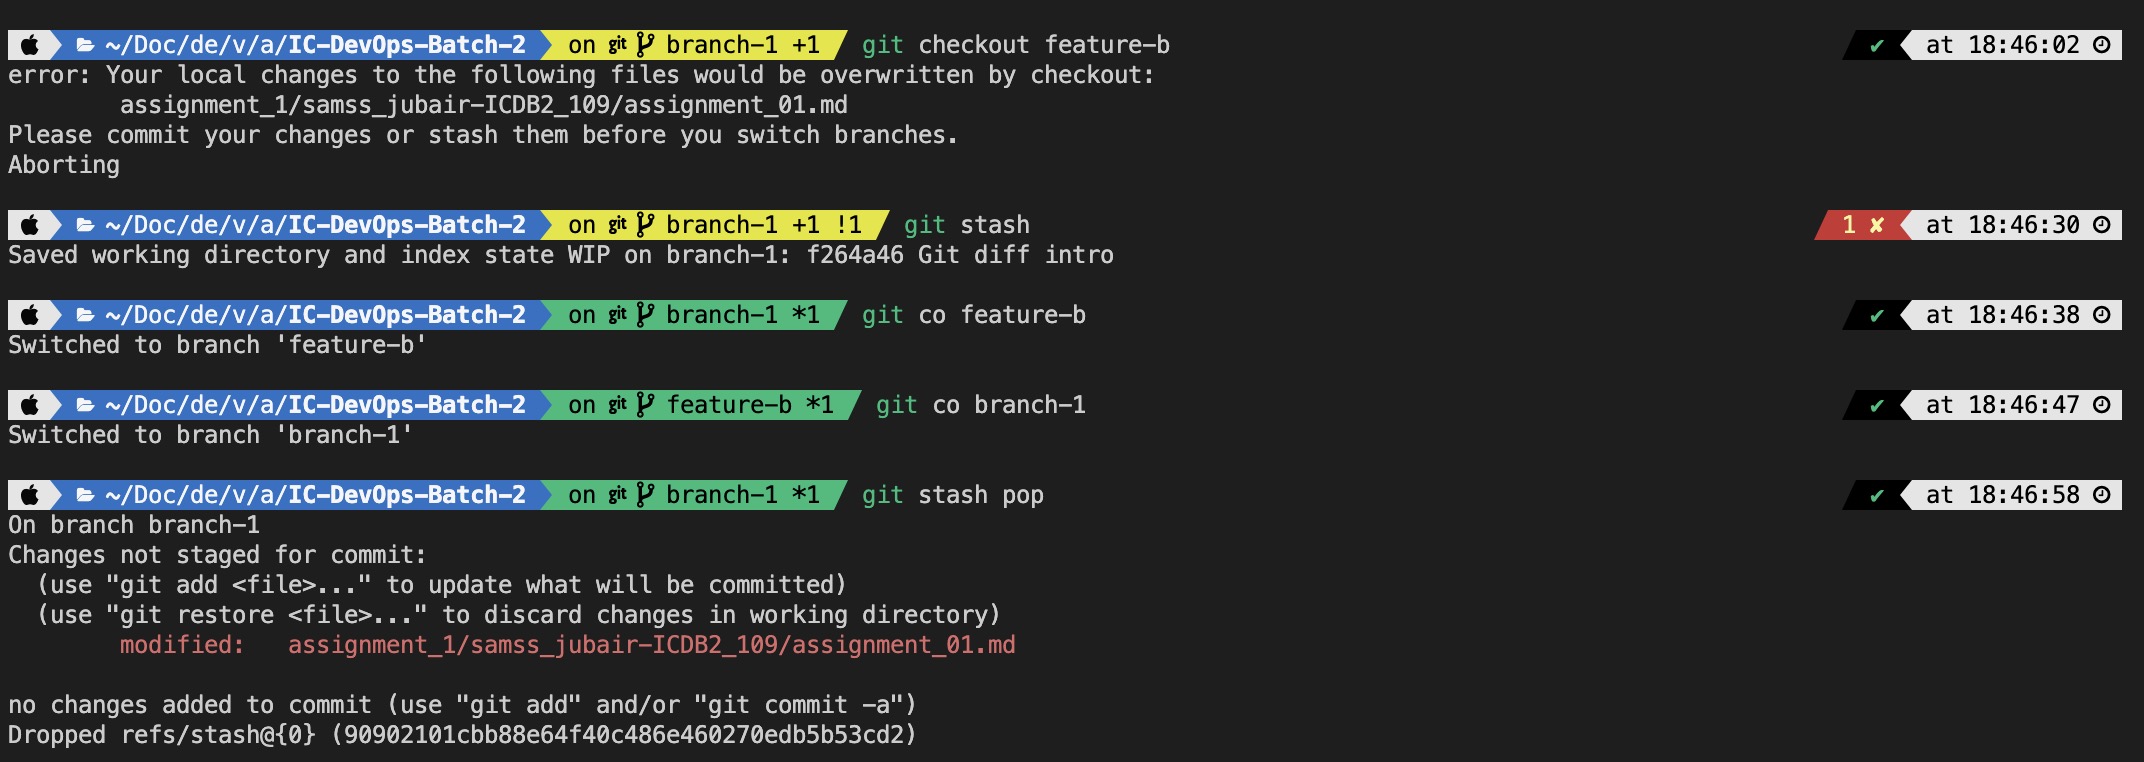 ~/Doc/de/v/a/IC-DevOps-Batch-2 on git branch-1 +1 git checkout feature-b ✔ at 18:46:02
error: Your local changes to the following files would be overwritten by checkout:
assignment_1/samss_jubair-ICDB2_109/assignment_01.md
Please commit your changes or stash them before you switch branches.
Aborting
~/Doc/de/v/a/IC-DevOps-Batch-2 on git branch-1 +1 !1 git stash 1 ✘ at 18:46:30
Saved working directory and index state WIP on branch-1: f264a46 Git diff intro
~/Doc/de/v/a/IC-DevOps-Batch-2 on git branch-1 *1 git co feature-b ✔ at 18:46:38
Switched to branch 'feature-b'
~/Doc/de/v/a/IC-DevOps-Batch-2 on git feature-b *1 git co branch-1 ✔ at 18:46:47
Switched to branch 'branch-1'
~/Doc/de/v/a/IC-DevOps-Batch-2 on git branch-1 *1 git stash pop ✔ at 18:46:58
On branch branch-1
Changes not staged for commit:
(use "git add <file>..." to update what will be committed)
(use "git restore <file>..." to discard changes in working directory)
modified: assignment_1/samss_jubair-ICDB2_109/assignment_01.md
no changes added to commit (use "git add" and/or "git commit -a")
Dropped refs/stash@{0} (90902101cbb88e64f40c486e460270edb5b53cd2)